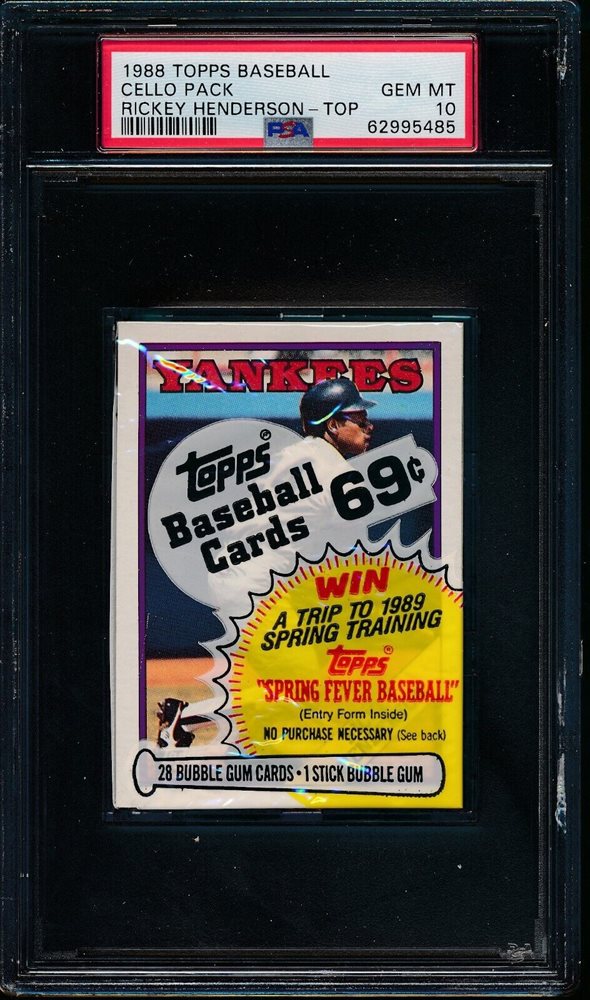 1988 TOPPS BASEBALL
CELLO PACK GEM MT
RICKEY HENDERSON – TOP 10
PSA 62995485
YANKEES
Topps®
Baseball
Cards 69¢
WIN
A TRIP TO 1989
SPRING TRAINING
Topps®
"SPRING FEVER BASEBALL"
(Entry Form Inside)
NO PURCHASE NECESSARY (See back)
28 BUBBLE GUM CARDS • 1 STICK BUBBLE GUM
PSA